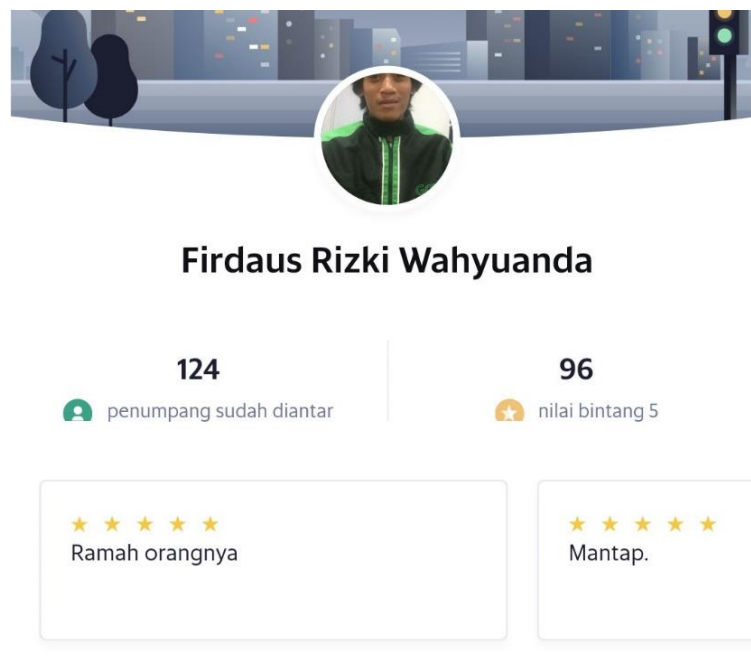 Firdaus Rizki Wahyuanda
124
penumpang sudah diantar
96
nilai bintang 5
Ramah orangnya
Mantap.